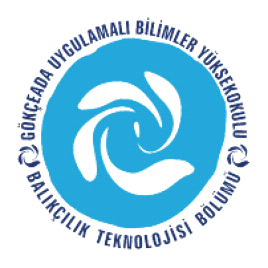 GÖKÇEADA UYGULAMALI BİLİMLER YÜKSEKOKULU
BALIKÇILIK TEKNOLOJİSİ BÖLÜMÜ